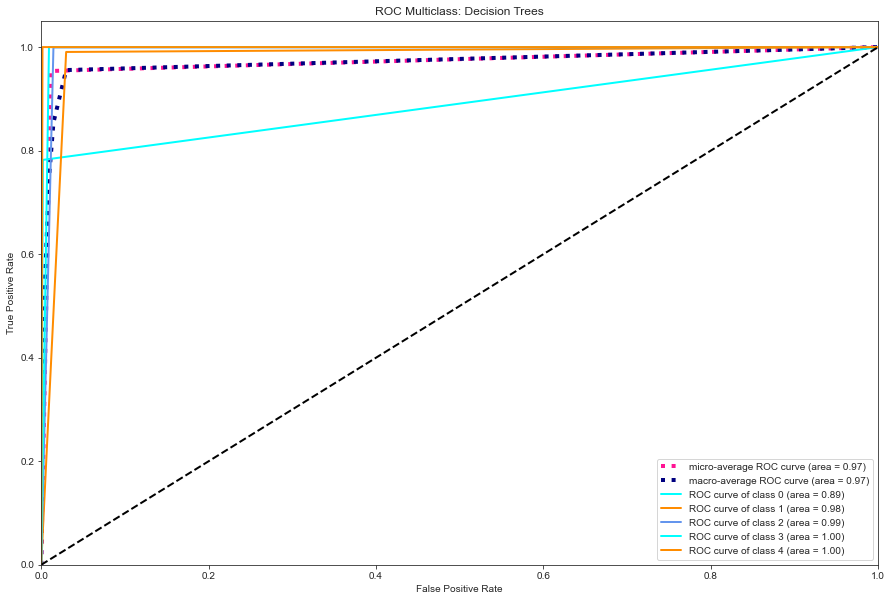 ROC Multiclass: Decision Trees
True Positive Rate
1.0
0.8
0.6
0.4
0.2
0.0
0.0 0.2 0.4 0.6 0.8 1.0
False Positive Rate
micro-average ROC curve (area = 0.97)
macro-average ROC curve (area = 0.97)
ROC curve of class 0 (area = 0.89)
ROC curve of class 1 (area = 0.98)
ROC curve of class 2 (area = 0.99)
ROC curve of class 3 (area = 1.00)
ROC curve of class 4 (area = 1.00)